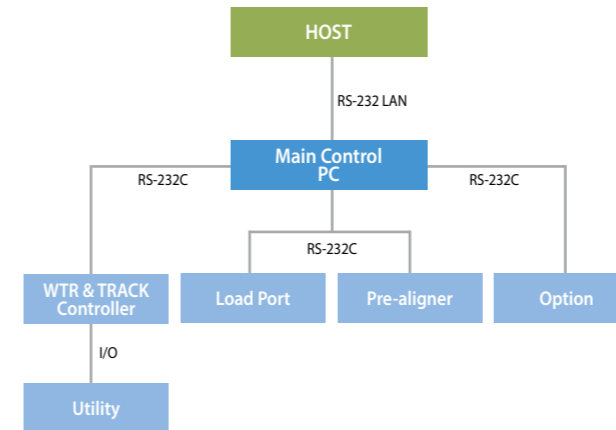 HOST
RS-232 LAN
Main Control
PC
RS-232C
RS-232C
RS-232C
WTR & TRACK
Controller
Load Port
Pre-aligner
Option
I/O
Utility